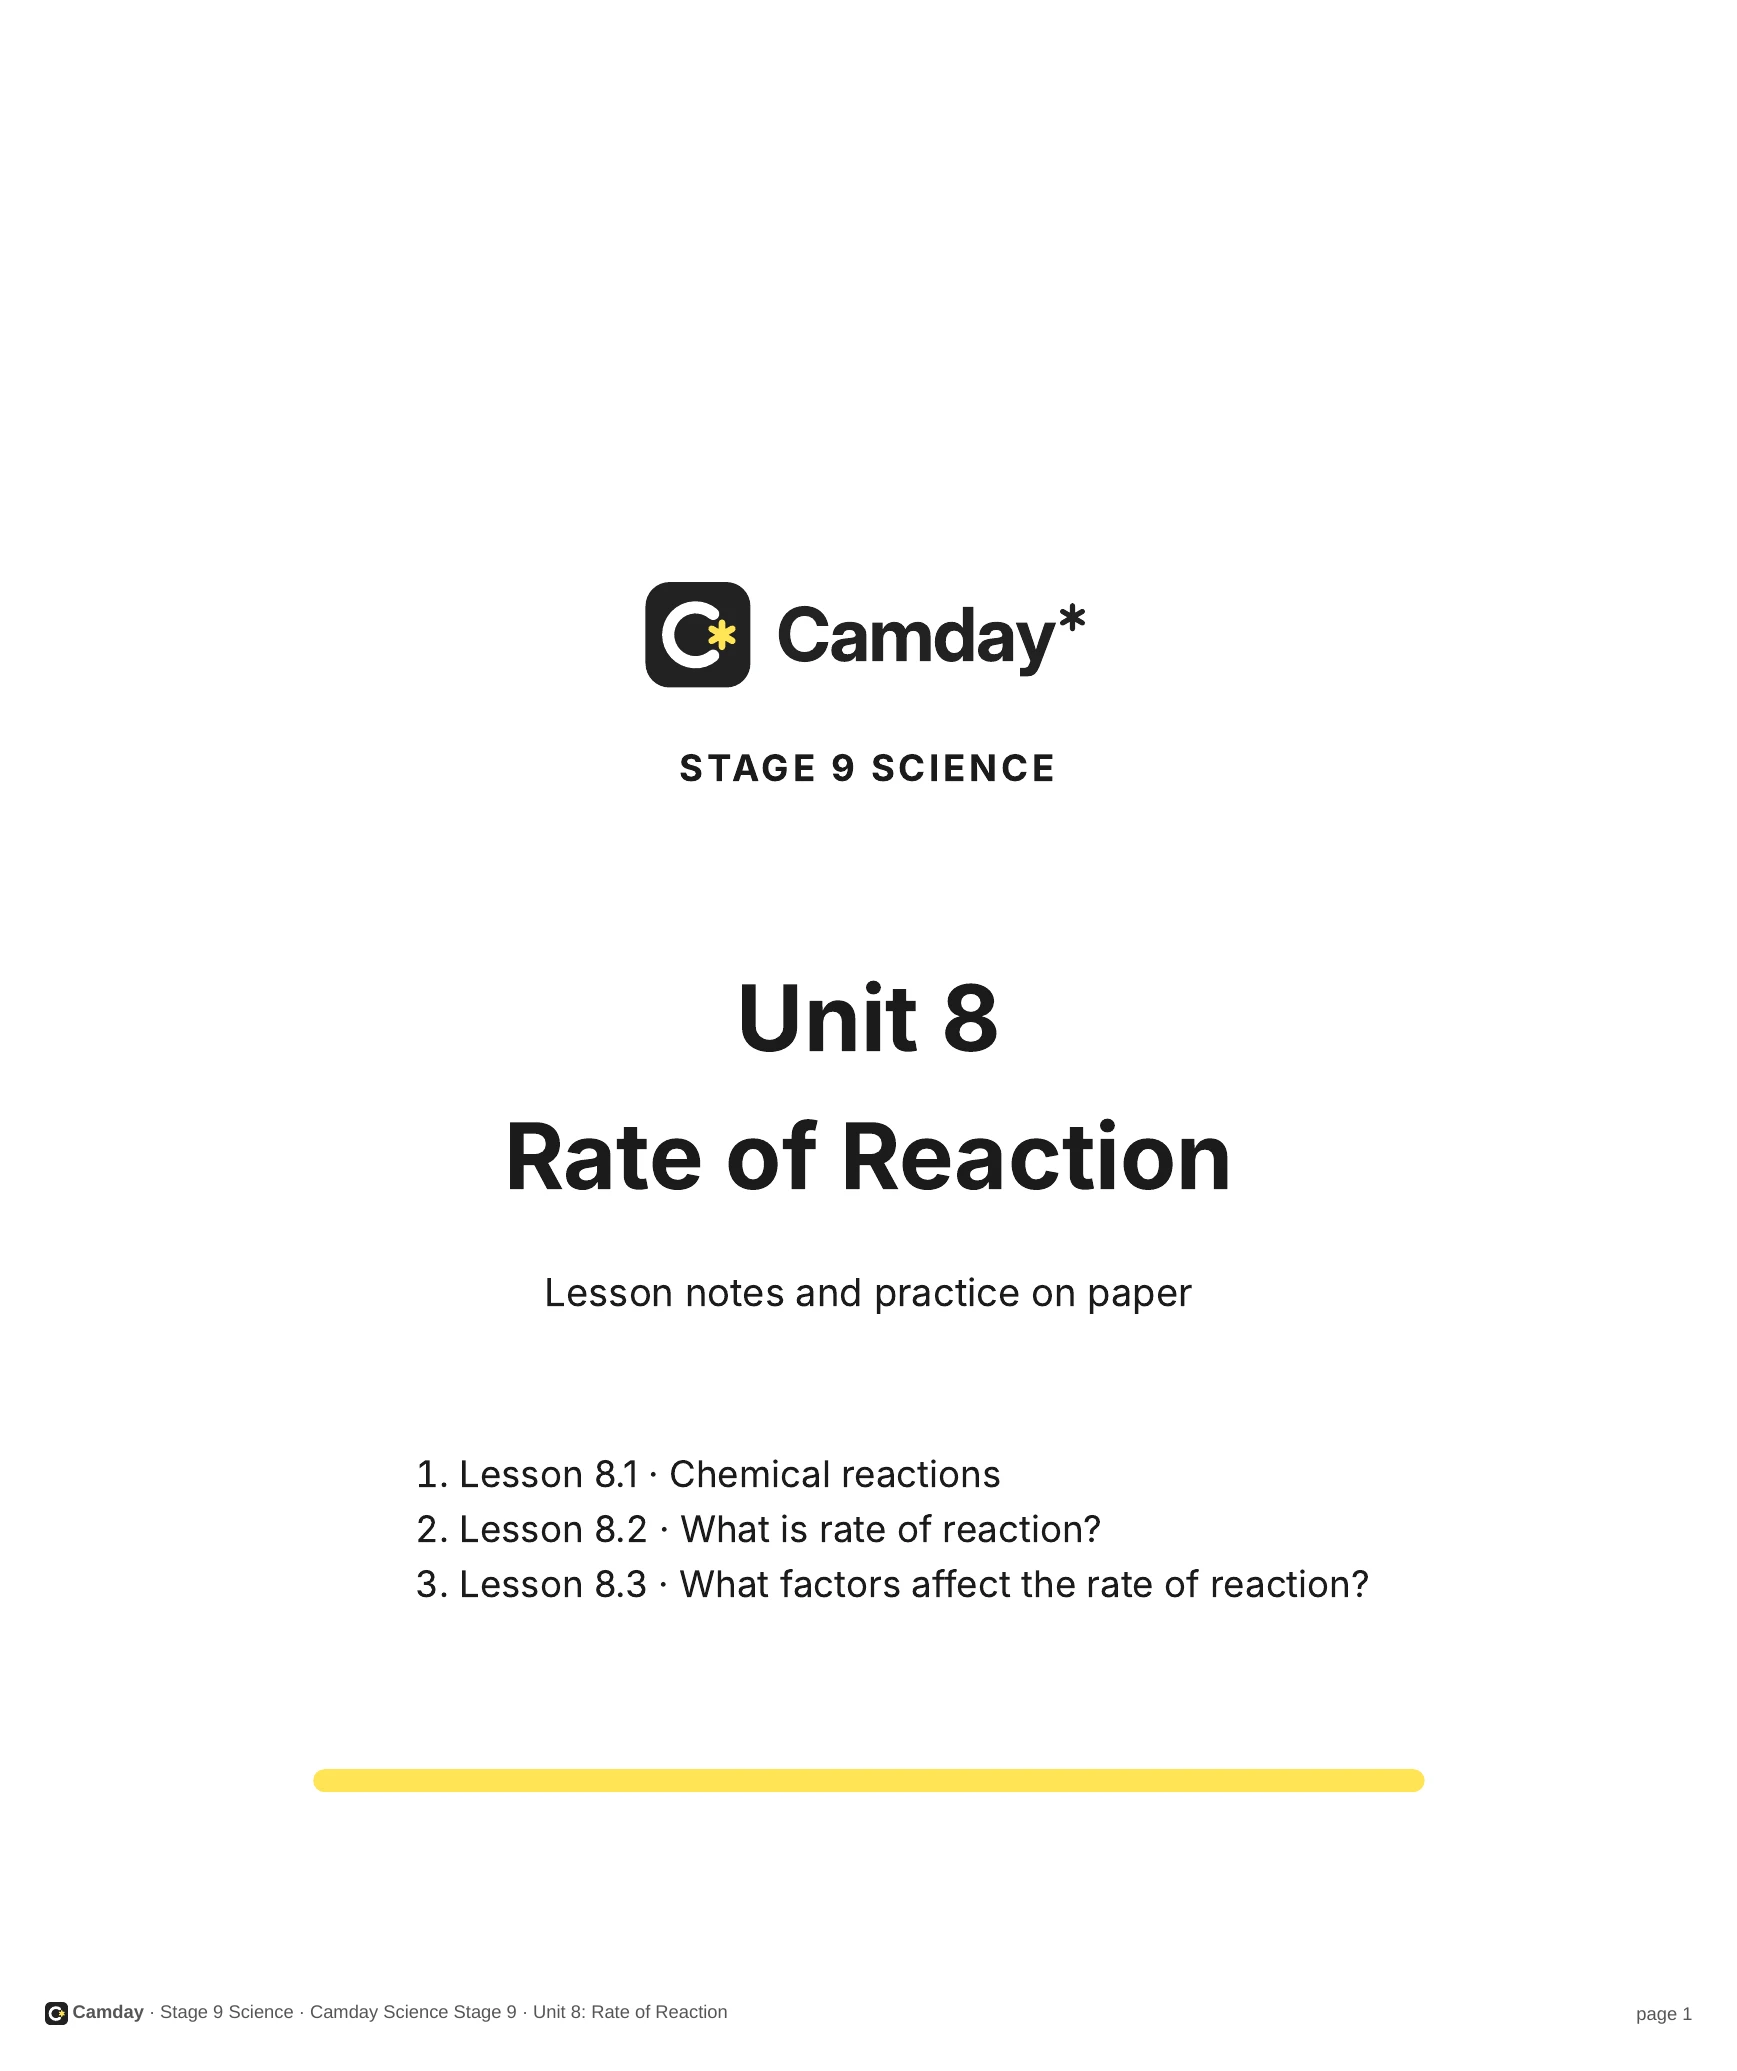 Camday*
STAGE 9 SCIENCE
Unit 8
Rate of Reaction
Lesson notes and practice on paper
1. Lesson 8.1 · Chemical reactions
2. Lesson 8.2 · What is rate of reaction?
3. Lesson 8.3 · What factors affect the rate of reaction?
Camday · Stage 9 Science · Camday Science Stage 9 · Unit 8: Rate of Reaction
page 1